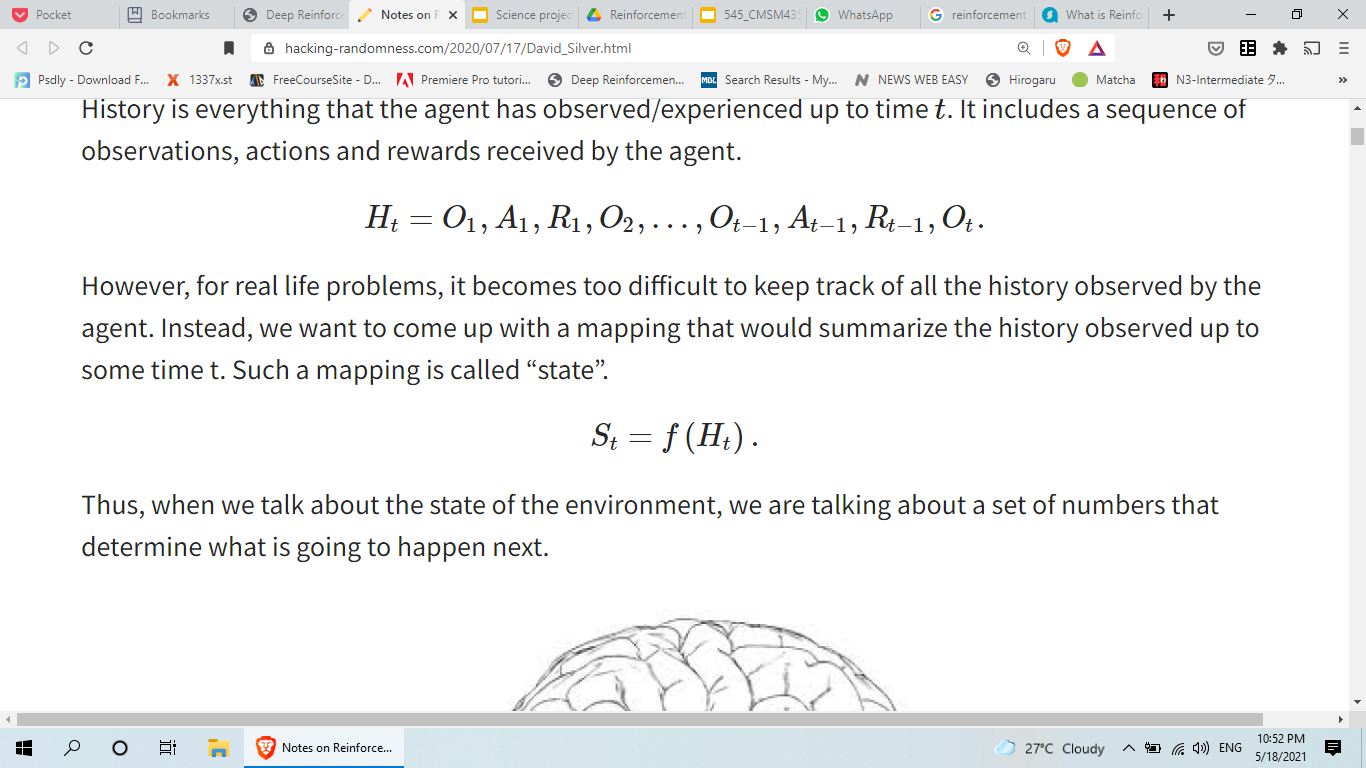 Pocket Bookmarks Deep Reinforce Notes on R Science projec Reinforcement 545_CMSM435 WhatsApp reinforcement What is Reinfo
hacking-randomness.com/2020/07/17/David_Silver.html
Psdly - Download F... 1337x.st FreeCourseSite - D... Premiere Pro tutori... Deep Reinforcemen... MDL Search Results - My... NEWS WEB EASY Hirogaru Matcha N3-Intermediate ク... »
History is everything that the agent has observed/experienced up to time t. It includes a sequence of
observations, actions and rewards received by the agent.
H_t = O_1, A_1, R_1, O_2, . . . , O_{t−1}, A_{t−1}, R_{t−1}, O_t.
However, for real life problems, it becomes too difficult to keep track of all the history observed by the
agent. Instead, we want to come up with a mapping that would summarize the history observed up to
some time t. Such a mapping is called “state”.
S_t = f (H_t) .
Thus, when we talk about the state of the environment, we are talking about a set of numbers that
determine what is going to happen next.
Notes on Reinforce... 27°C Cloudy ENG 10:52 PM
5/18/2021